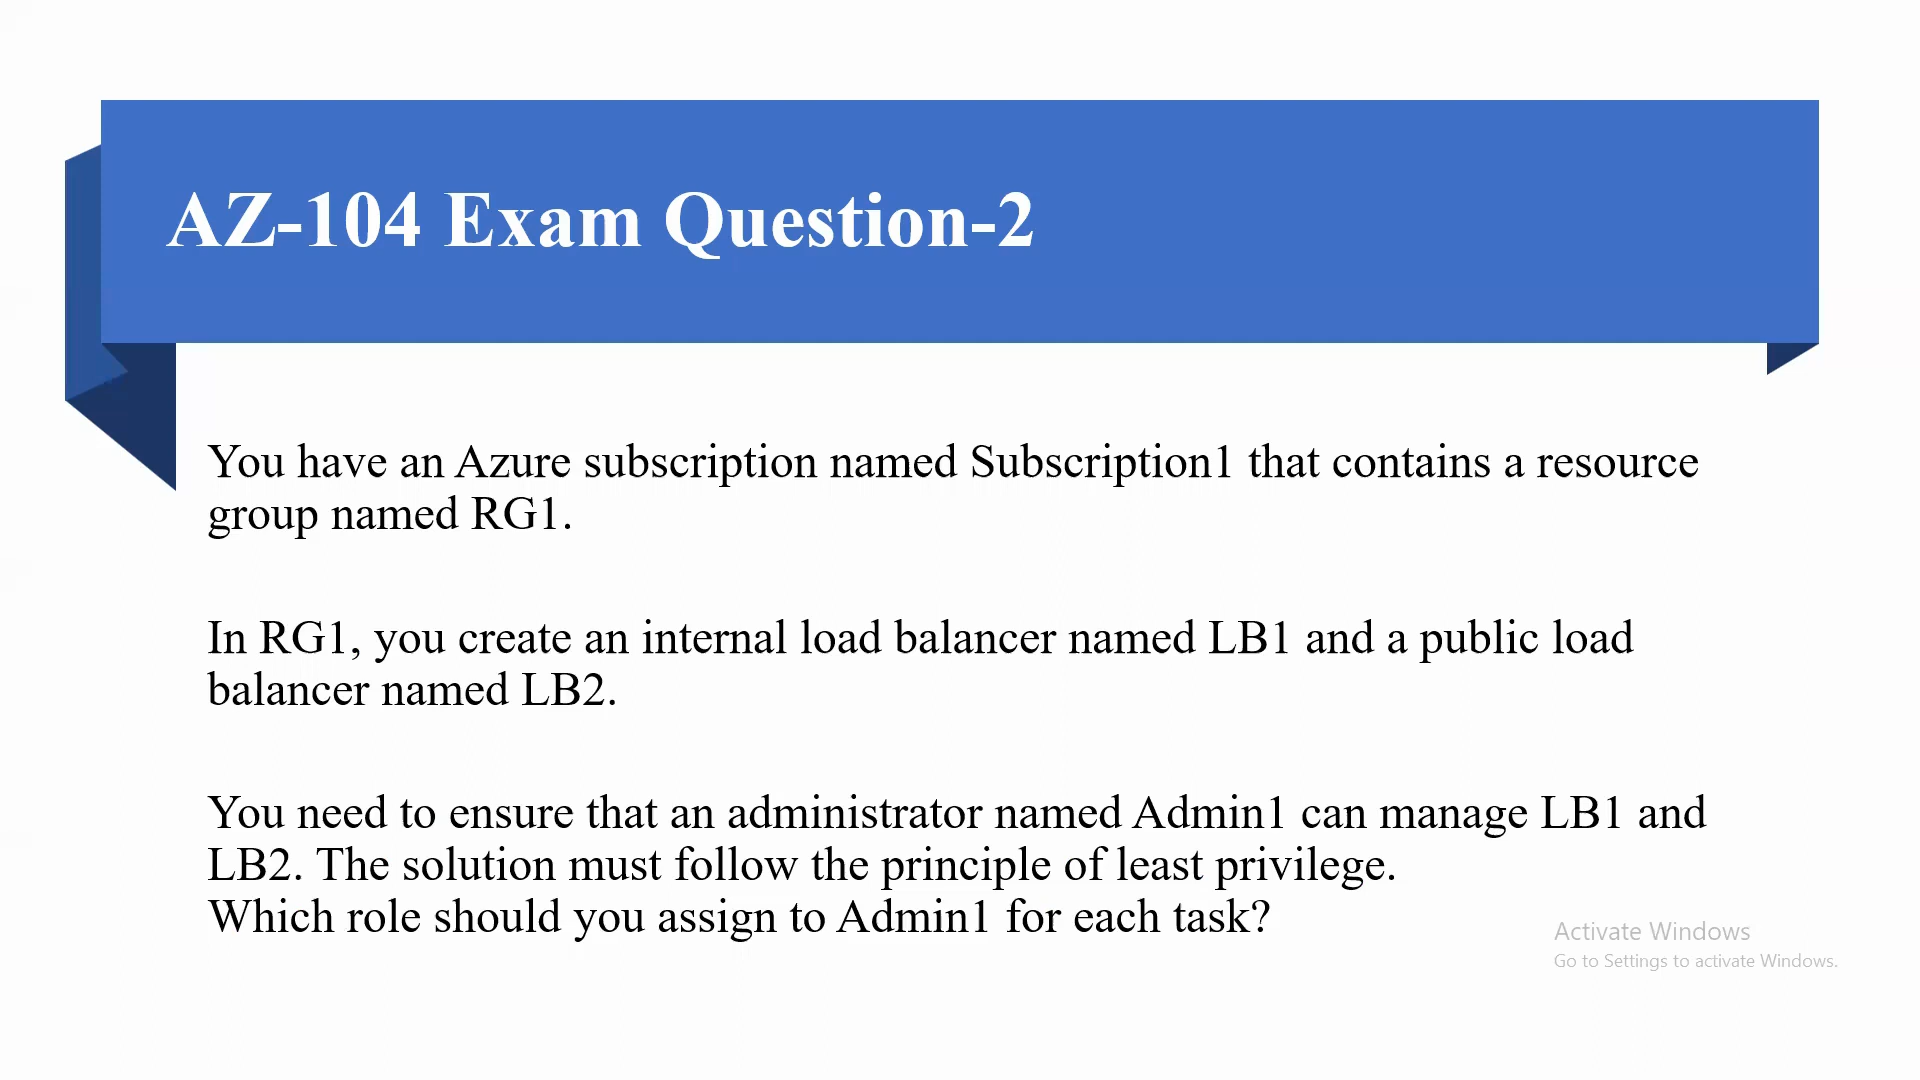 AZ-104 Exam Question-2
You have an Azure subscription named Subscription1 that contains a resource
group named RG1.
In RG1, you create an internal load balancer named LB1 and a public load
balancer named LB2.
You need to ensure that an administrator named Admin1 can manage LB1 and
LB2. The solution must follow the principle of least privilege.
Which role should you assign to Admin1 for each task?
Activate Windows
Go to Settings to activate Windows.